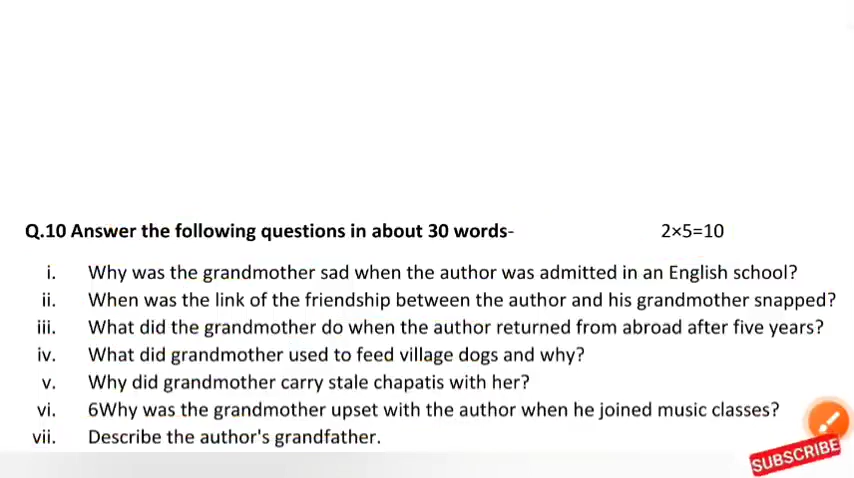 Q.10 Answer the following questions in about 30 words- 2×5=10
i. Why was the grandmother sad when the author was admitted in an English school?
ii. When was the link of the friendship between the author and his grandmother snapped?
iii. What did the grandmother do when the author returned from abroad after five years?
iv. What did grandmother used to feed village dogs and why?
v. Why did grandmother carry stale chapatis with her?
vi. 6Why was the grandmother upset with the author when he joined music classes?
vii. Describe the author's grandfather.
SUBSCRIBE